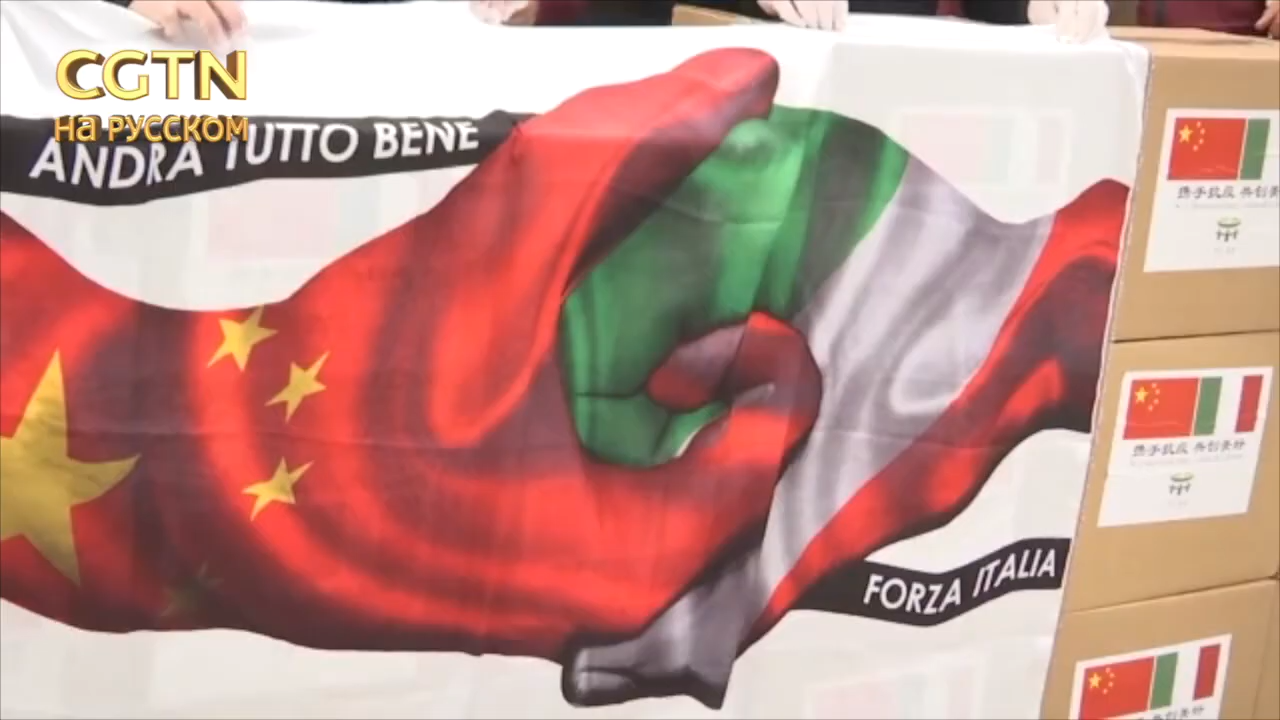 CGTN
на русском
ANDRA TUTTO BENE
FORZA ITALIA
携手抗疫 共创美
携手抗疫 共创美好